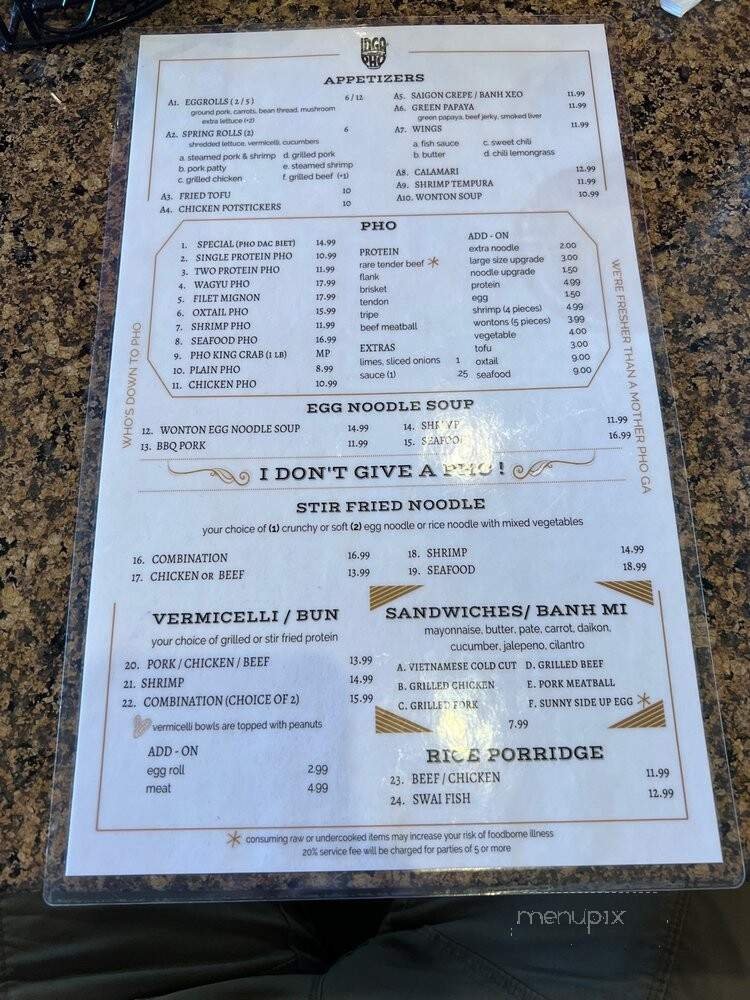 IDGA
PHO
APPETIZERS
A1. EGGROLLS ( 2 / 5 ) 6 / 12
ground pork, carrots, bean thread, mushroom
extra lettuce (+2)
A2. SPRING ROLLS (2) 6
shredded lettuce, vermicelli, cucumbers
a. steamed pork & shrimp d. grilled pork
b. pork patty e. steamed shrimp
c. grilled chicken f. grilled beef (+1)
A3. FRIED TOFU 10
A4. CHICKEN POTSTICKERS 10
A5. SAIGON CREPE / BANH XEO 11.99
A6. GREEN PAPAYA 11.99
green papaya, beef jerky, smoked liver
A7. WINGS 11.99
a. fish sauce c. sweet chili
b. butter d. chili lemongrass
A8. CALAMARI 12.99
A9. SHRIMP TEMPURA 11.99
A10. WONTON SOUP 10.99
WHO'S DOWN TO PHO
PHO
1. SPECIAL (PHO DAC BIET) 14.99
2. SINGLE PROTEIN PHO 10.99
3. TWO PROTEIN PHO 11.99
4. WAGYU PHO 17.99
5. FILET MIGNON 17.99
6. OXTAIL PHO 15.99
7. SHRIMP PHO 11.99
8. SEAFOOD PHO 16.99
9. PHO KING CRAB (1 LB) MP
10. PLAIN PHO 8.99
11. CHICKEN PHO 10.99
PROTEIN
rare tender beef *
flank
brisket
tendon
tripe
beef meatball
EXTRAS
limes, sliced onions 1
sauce (1) .25
ADD - ON
extra noodle 2.00
large size upgrade 3.00
noodle upgrade 1.50
protein 4.99
egg 1.50
shrimp (4 pieces) 4.99
wontons (5 pieces) 3.99
vegetable 4.00
tofu 3.00
oxtail 9.00
seafood 9.00
WE'RE FRESHER THAN A MOTHER PHO GA
EGG NOODLE SOUP
12. WONTON EGG NOODLE SOUP 14.99
13. BBQ PORK 11.99
14. SHRIMP 11.99
15. SEAFOOD 16.99
I DON'T GIVE A PHO !
STIR FRIED NOODLE
your choice of (1) crunchy or soft (2) egg noodle or rice noodle with mixed vegetables
16. COMBINATION 16.99
17. CHICKEN OR BEEF 13.99
18. SHRIMP 14.99
19. SEAFOOD 18.99
VERMICELLI / BUN
your choice of grilled or stir fried protein
20. PORK / CHICKEN / BEEF 13.99
21. SHRIMP 14.99
22. COMBINATION (CHOICE OF 2) 15.99
vermicelli bowls are topped with peanuts
ADD - ON
egg roll 2.99
meat 4.99
SANDWICHES/ BANH MI
mayonnaise, butter, pate, carrot, daikon,
cucumber, jalepeno, cilantro
A. VIETNAMESE COLD CUT D. GRILLED BEEF
B. GRILLED CHICKEN E. PORK MEATBALL
C. GRILLED PORK F. SUNNY SIDE UP EGG *
7.99
RICE PORRIDGE
23. BEEF / CHICKEN 11.99
24. SWAI FISH 12.99
* consuming raw or undercooked items may increase your risk of foodborne illness
20% service fee will be charged for parties of 5 or more
menupix